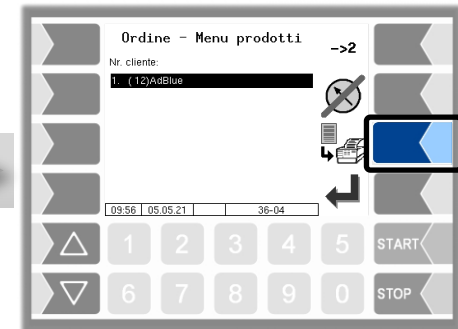 Ordine - Menu prodotti
->2
Nr. cliente:
1. (12)AdBlue
09:56 05.05.21 36-04
1 2 3 4 5 START
6 7 8 9 0 STOP